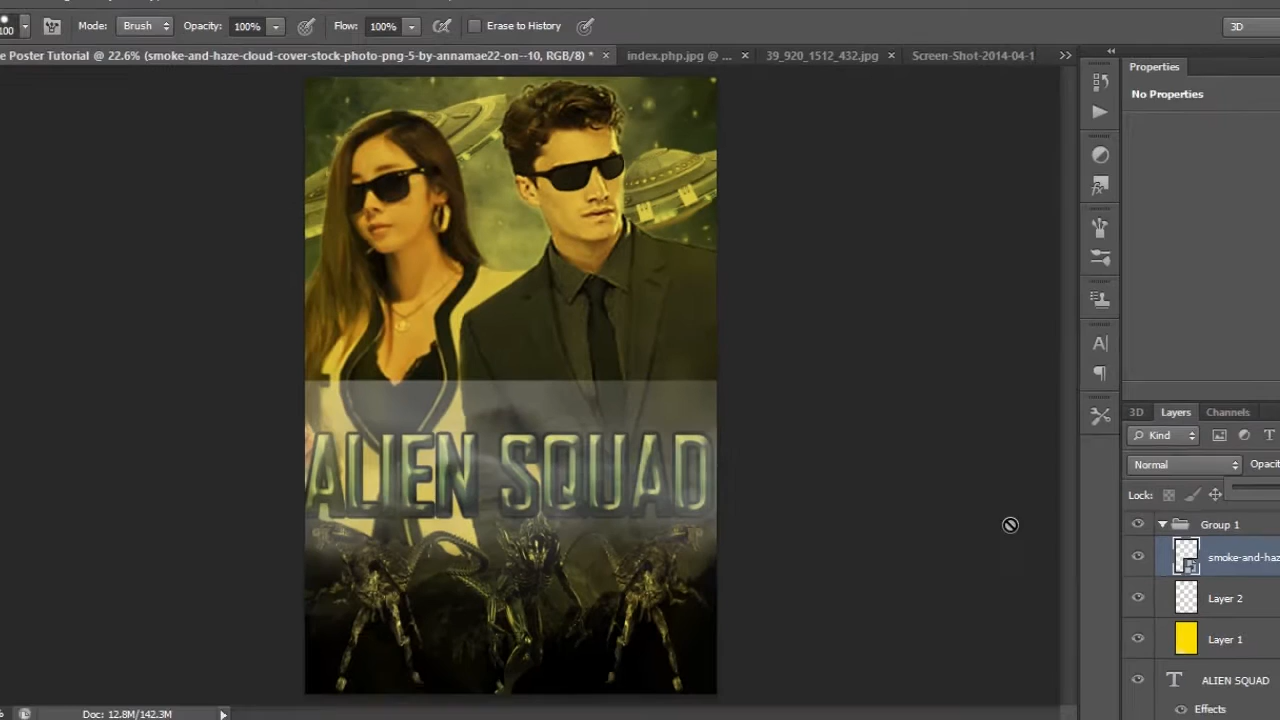 100 Mode: Brush Opacity: 100% Flow: 100% Erase to History 3D
e Poster Tutorial @ 22.6% (smoke-and-haze-cloud-cover-stock-photo-png-5-by-annamae22-on--10, RGB/8) * × index.php.jpg @ ... × 39_920_1512_432.jpg × Screen-Shot-2014-04-1 >>
Properties
No Properties
ALIEN SQUAD
3D Layers Channels
Kind T
Normal Opaci
Lock:
Group 1
smoke-and-haz
Layer 2
Layer 1
T ALIEN SQUAD
Effects
Doc: 12.8M/142.3M